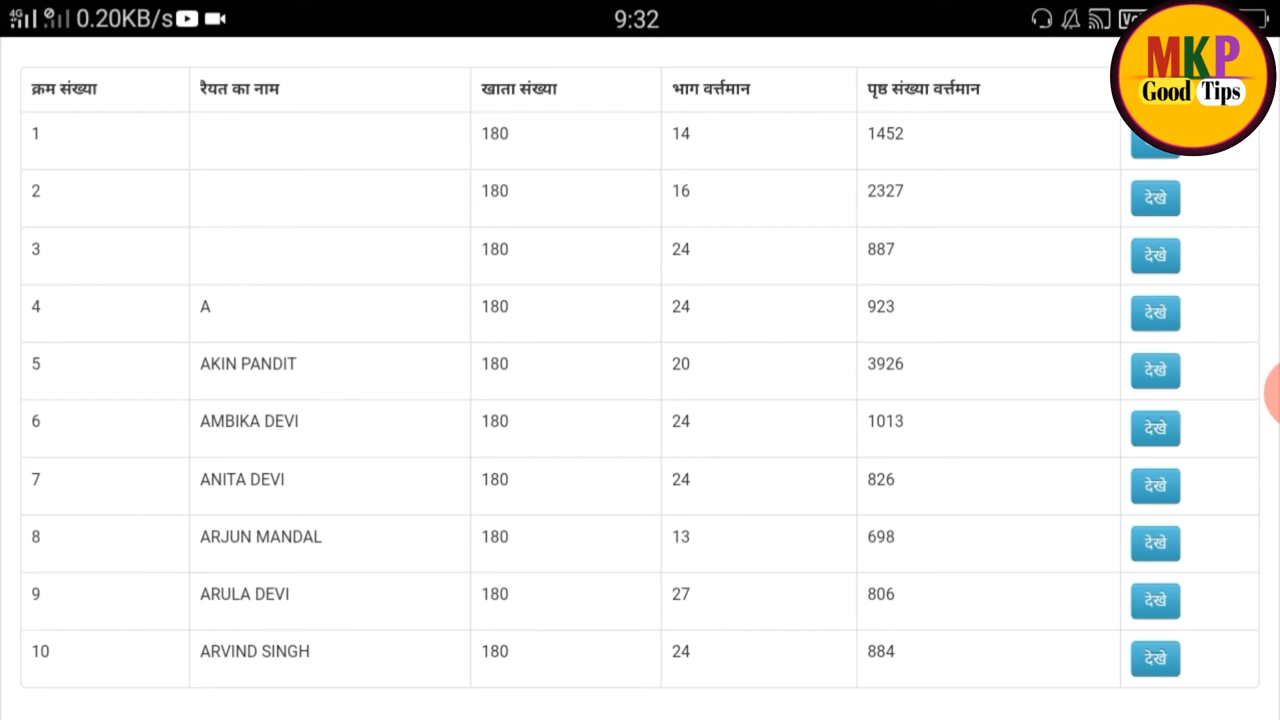 4G 0.20KB/s 9:32
MKP
Good Tips
क्रम संख्या रैयत का नाम खाता संख्या भाग वर्त्तमान पृष्ठ संख्या वर्त्तमान
1 180 14 1452
2 180 16 2327 देखे
3 180 24 887 देखे
4 A 180 24 923 देखे
5 AKIN PANDIT 180 20 3926 देखे
6 AMBIKA DEVI 180 24 1013 देखे
7 ANITA DEVI 180 24 826 देखे
8 ARJUN MANDAL 180 13 698 देखे
9 ARULA DEVI 180 27 806 देखे
10 ARVIND SINGH 180 24 884 देखे